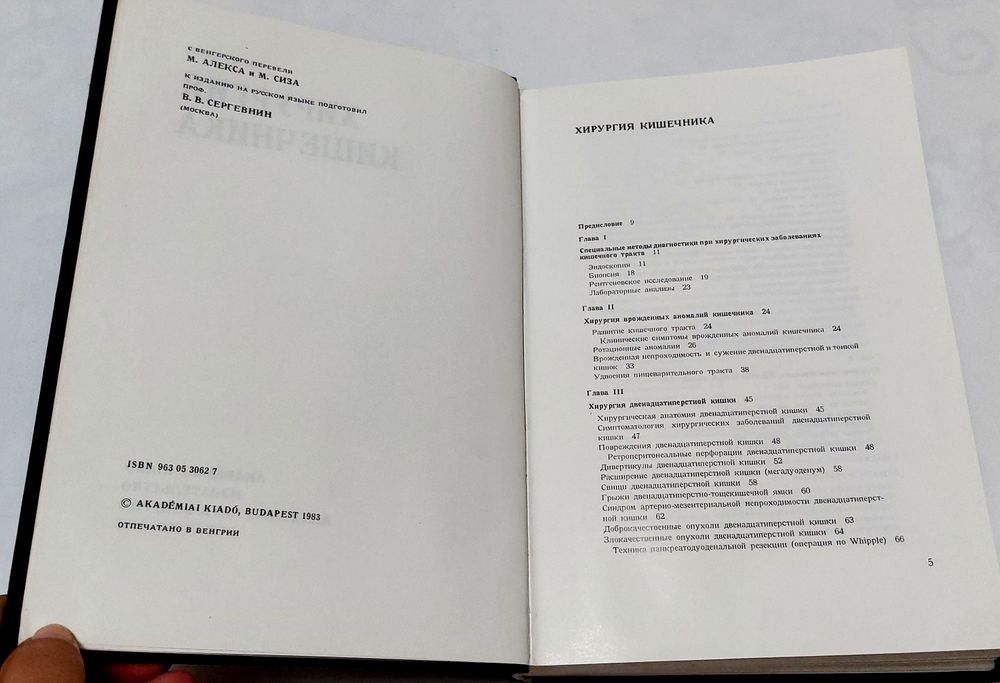 С ВЕНГЕРСКОГО ПЕРЕВЕЛИ
М. АЛЕКСА и М. СИЗА
К ИЗДАНИЮ НА РУССКОМ ЯЗЫКЕ ПОДГОТОВИЛ
ПРОФ.
В. В. СЕРГЕВНИН
(МОСКВА)
ISBN 963 05 3062 7
© AKADÉMIAI KIADÓ, BUDAPEST 1983
ОТПЕЧАТАНО В ВЕНГРИИ
ХИРУРГИЯ КИШЕЧНИКА
Предисловие 9
Глава I
Специальные методы диагностики при хирургических заболеваниях
кишечного тракта 11
Эндоскопия 11
Биопсия 18
Рентгеновское исследование 19
Лабораторные анализы 23
Глава II
Хирургия врожденных аномалий кишечника 24
Развитие кишечного тракта 24
Клинические симптомы врожденных аномалий кишечника 24
Ротационные аномалии 26
Врожденная непроходимость и сужение двенадцатиперстной и тонкой
кишок 33
Удвоения пищеварительного тракта 38
Глава III
Хирургия двенадцатиперстной кишки 45
Хирургическая анатомия двенадцатиперстной кишки 45
Симптоматология хирургических заболеваний двенадцатиперстной
кишки 47
Повреждения двенадцатиперстной кишки 48
Ретроперитонеальные перфорации двенадцатиперстной кишки 48
Дивертикулы двенадцатиперстной кишки 52
Расширение двенадцатиперстной кишки (мегадуоденум) 58
Свищи двенадцатиперстной кишки 58
Грыжи двенадцатиперстно-тощекишечной ямки 60
Синдром артерио-мезентериальной непроходимости двенадцатиперст-
ной кишки 62
Доброкачественные опухоли двенадцатиперстной кишки 63
Злокачественные опухоли двенадцатиперстной кишки 64
Техника панкреатодуоденальной резекции (операция по Whipple) 66
5